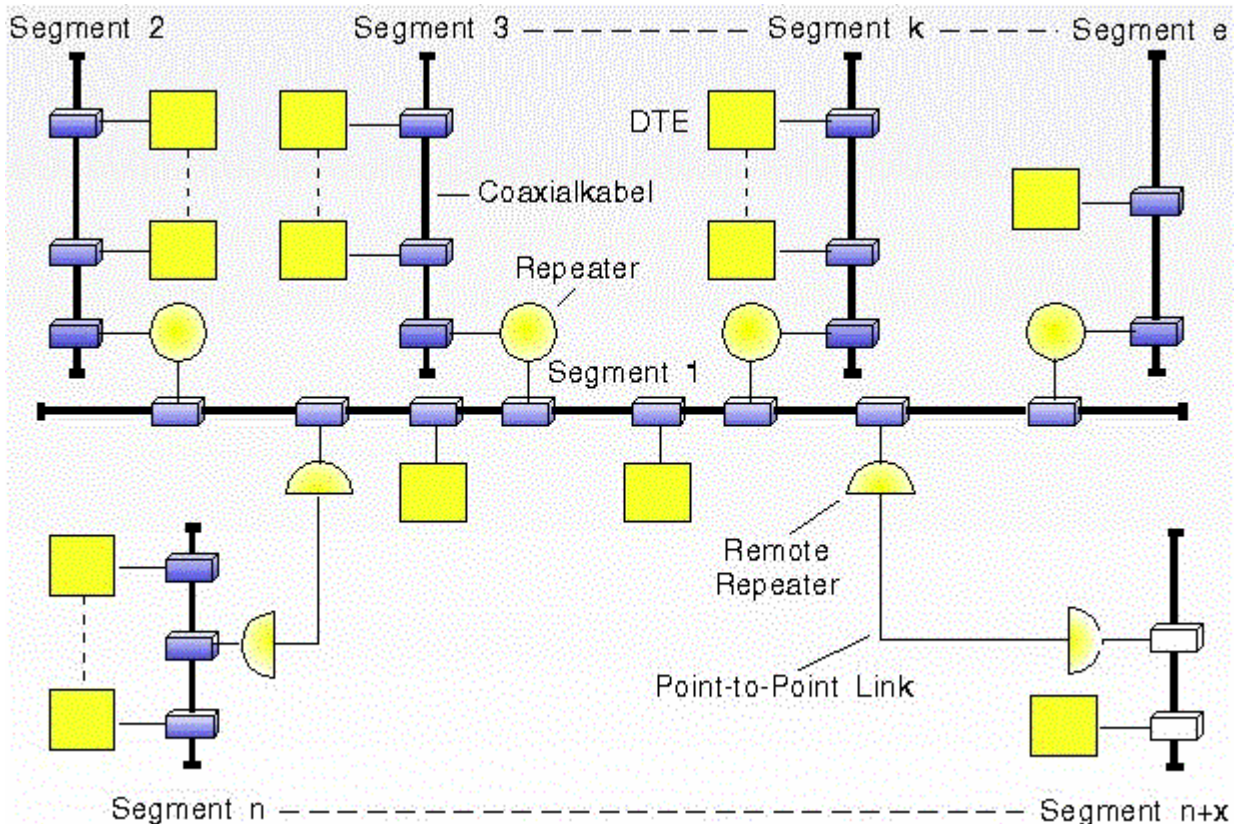 Segment 2
Segment 3
Segment k
Segment e
DTE
Coaxialkabel
Repeater
Segment 1
Remote
Repeater
Point-to-Point Link
Segment n
Segment n+x